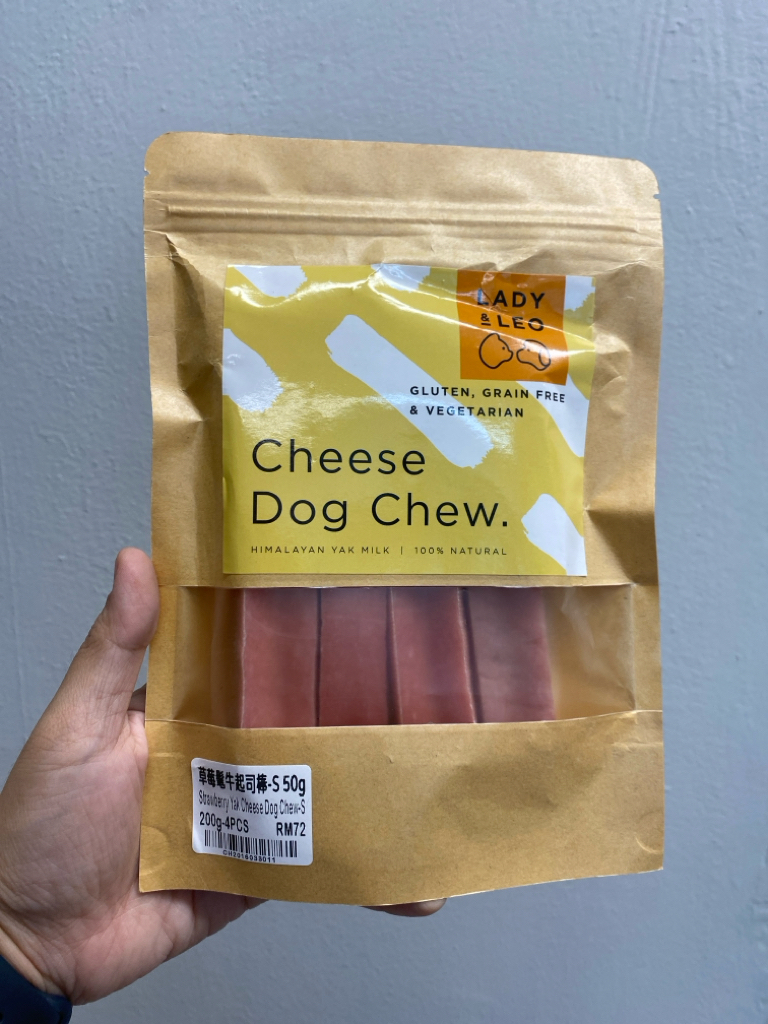 LADY
& LEO
GLUTEN, GRAIN FREE
& VEGETARIAN
Cheese
Dog Chew.
HIMALAYAN YAK MILK | 100% NATURAL
草莓氂牛起司棒-S 50g
Strawberry Yak Cheese Dog Chew-S
200g-4PCS RM72
CH2016033011